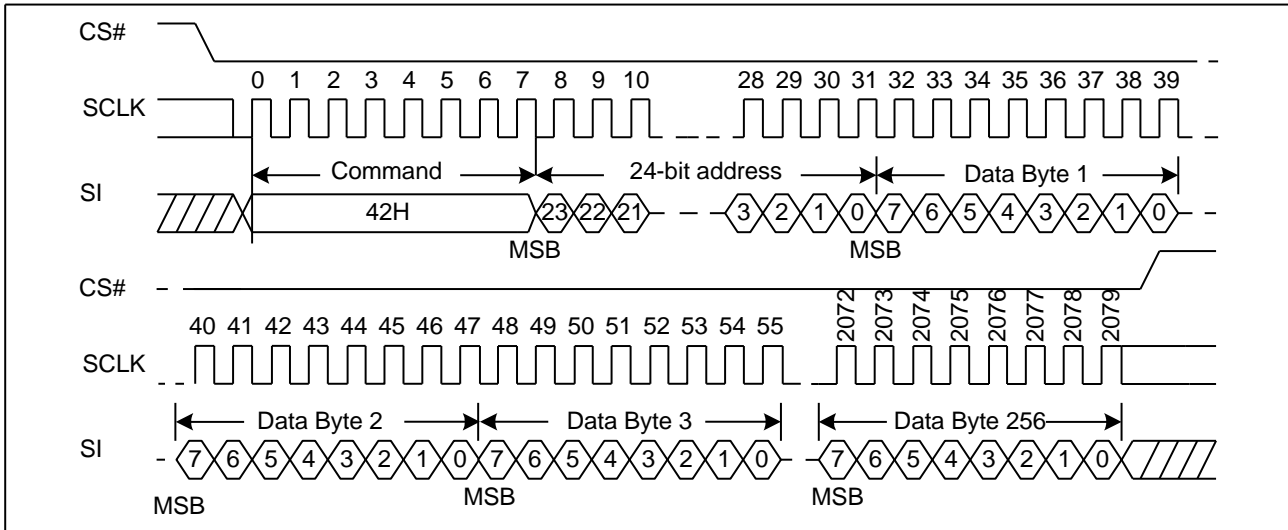 CS#
0 1 2 3 4 5 6 7 8 9 10 28 29 30 31 32 33 34 35 36 37 38 39
SCLK
Command 24-bit address Data Byte 1
SI
42H 23 22 21 3 2 1 0 7 6 5 4 3 2 1 0
MSB MSB
CS#
40 41 42 43 44 45 46 47 48 49 50 51 52 53 54 55 2072 2073 2074 2075 2076 2077 2078 2079
SCLK
Data Byte 2 Data Byte 3 Data Byte 256
SI
7 6 5 4 3 2 1 0 7 6 5 4 3 2 1 0 7 6 5 4 3 2 1 0
MSB MSB MSB